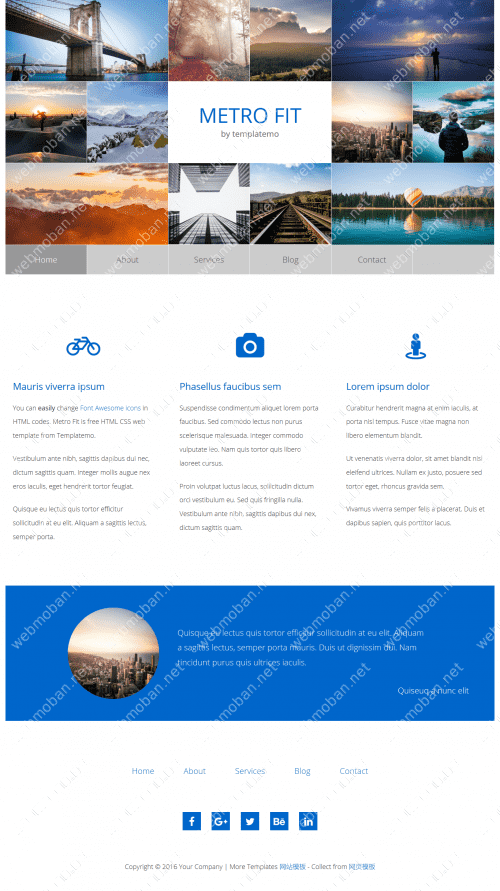 METRO FIT
by templatemo
Home About Services Blog Contact
Mauris viverra ipsum
You can easily change Font Awesome icons in
HTML codes. Metro Fit is free HTML CSS web
template from Templatemo.
Vestibulum ante nibh, sagittis dapibus dui nec,
dictum sagittis quam. Integer mollis augue nex
eros iaculis, eget hendrerit tortor feugiat.
Quisque eu lectus quis tortor efficitur
sollicitudin at eu elit. Aliquam a sagittis lectus,
semper porta.
Phasellus faucibus sem
Suspendisse condimentum aliquet lorem porta
faucibus. Sed commodo lectus non purus
scelerisque malesuada. Integer commodo
vulputate leo. Nam quis tortor quis libero
laoreet cursus.
Proin volutpat luctus lacus, sollicitudin dictum
orci vestibulum eu. Sed quis fringilla nulla.
Vestibulum ante nibh, sagittis dapibus dui nex,
dictum sagittis quam.
Lorem ipsum dolor
Curabitur hendrerit magna at enim iaculis, at
porta nisl tempus. Fusce vitae magna non
libero elementum blandit.
Ut venenatis viverra dolor, sit amet blandit nisl
eleifend ultrices. Nullam ex justo, posuere sed
tortor eget, rhoncus gravida sem.
Vivamus viverra semper felis a placerat. Duis et
dapibus sapien, quis porttitor lacus.
Quisque eu lectus quis tortor efficitur sollicitudin at eu elit. Aliquam
a sagittis lectus, semper porta mauris. Duis ut dignissim dui. Nam
tincidunt purus quis ultrices iaculis.
Quiseuq a nunc elit
Home About Services Blog Contact
f G+ Bē in
Copyright © 2016 Your Company | More Templates 网站模板 - Collect from 网页模板
webmoban.net